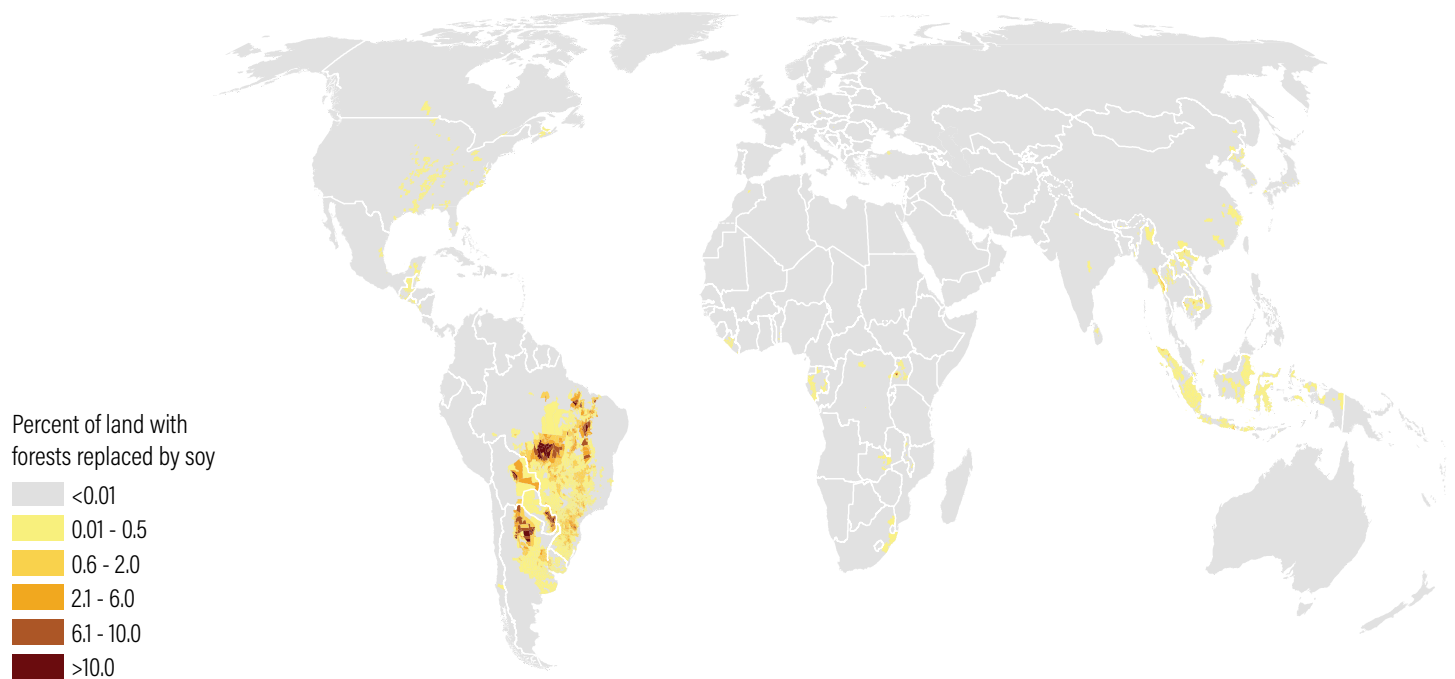 Percent of land with
forests replaced by soy
<0.01
0.01 - 0.5
0.6 - 2.0
2.1 - 6.0
6.1 - 10.0
>10.0